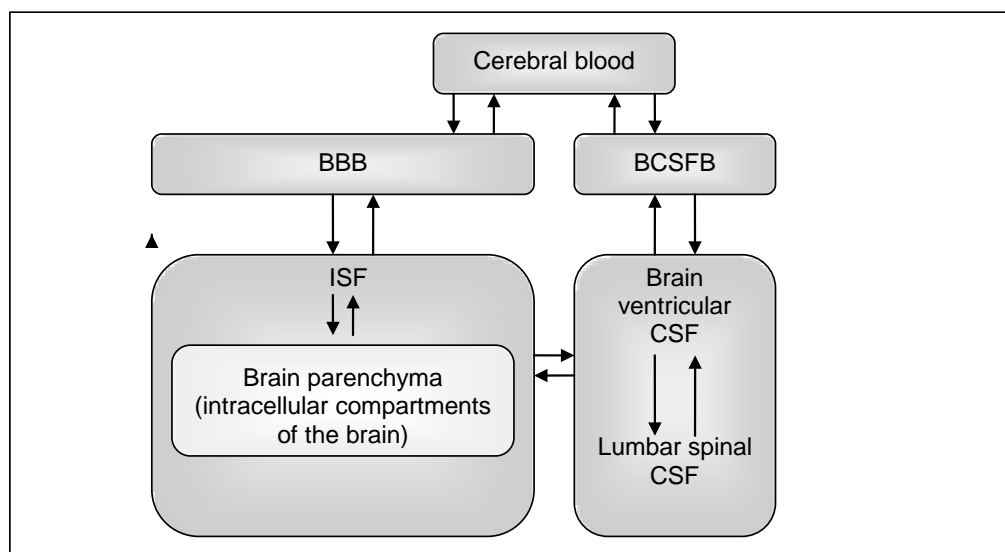 Cerebral blood
BBB
BCSFB
ISF
Brain parenchyma
(intracellular compartments
of the brain)
Brain
ventricular
CSF
Lumbar spinal
CSF